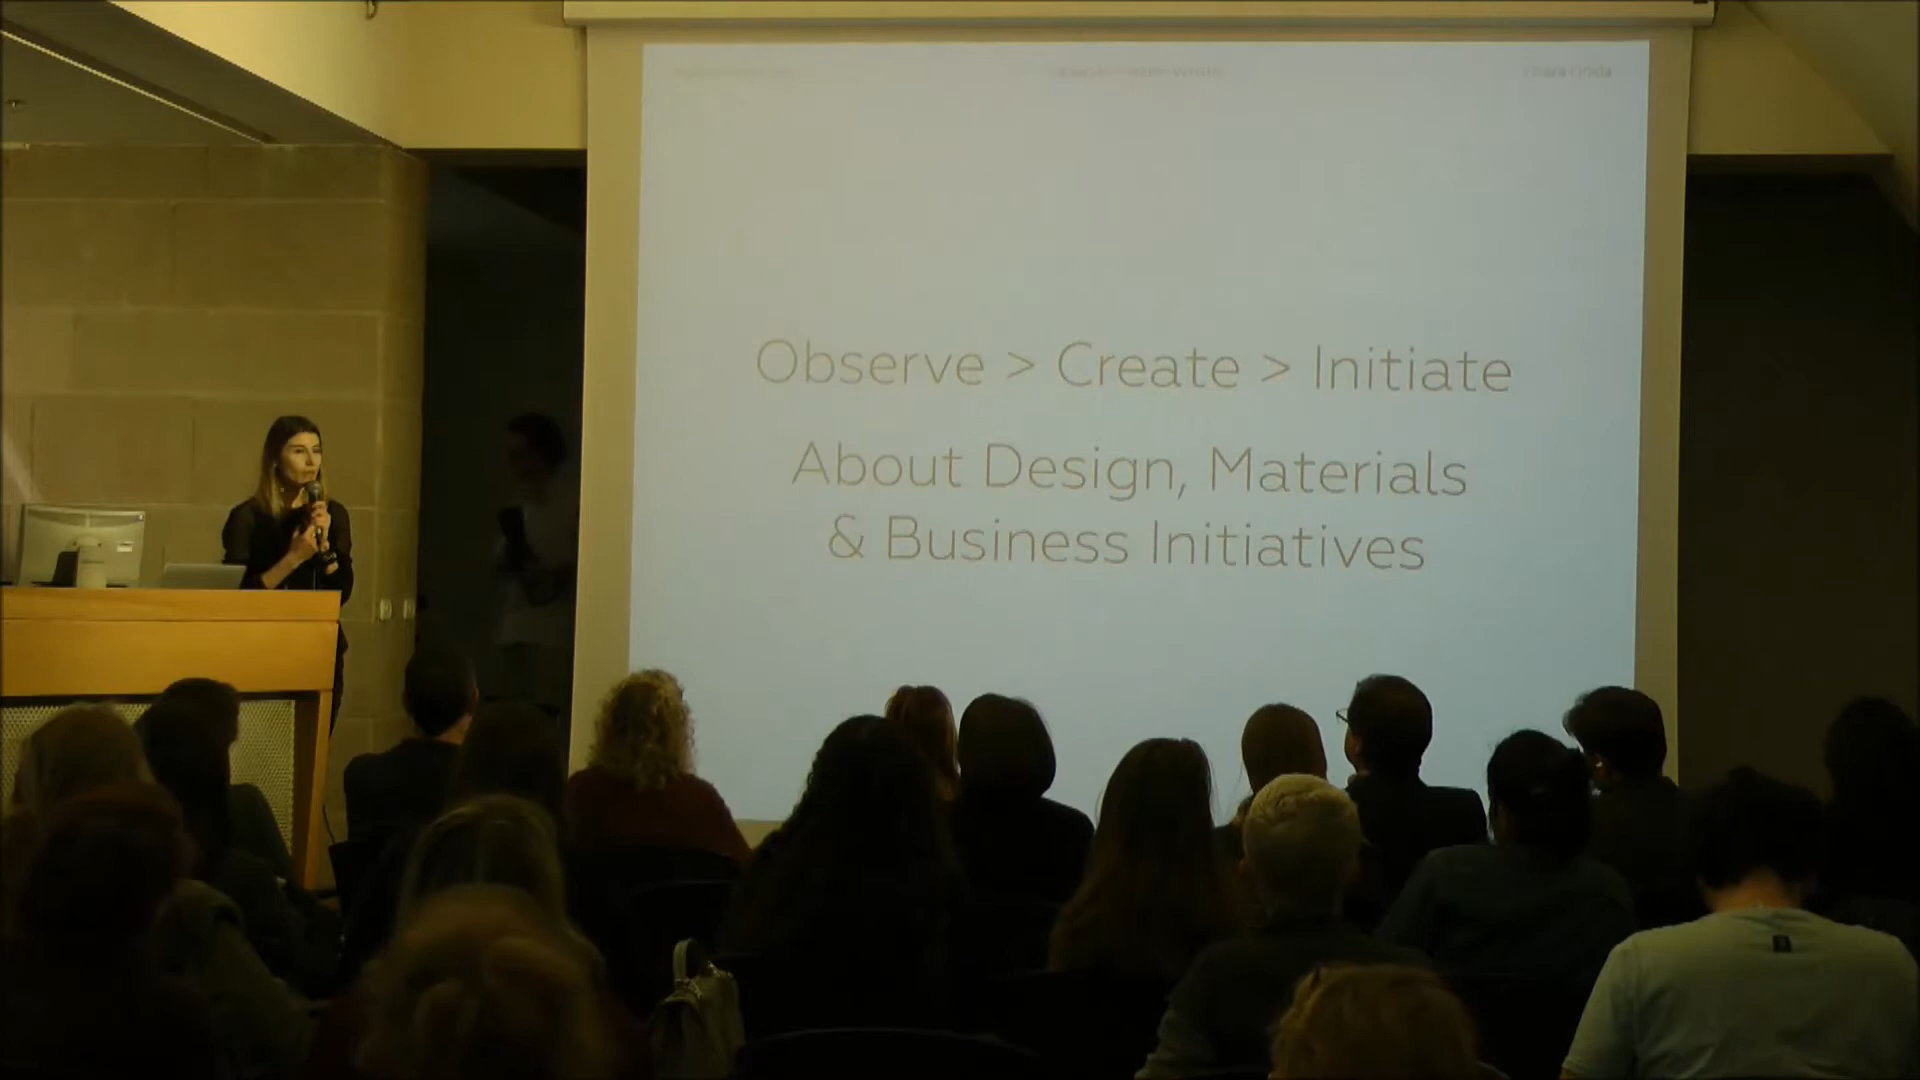 Observe > Create > Initiate
About Design, Materials
& Business Initiatives